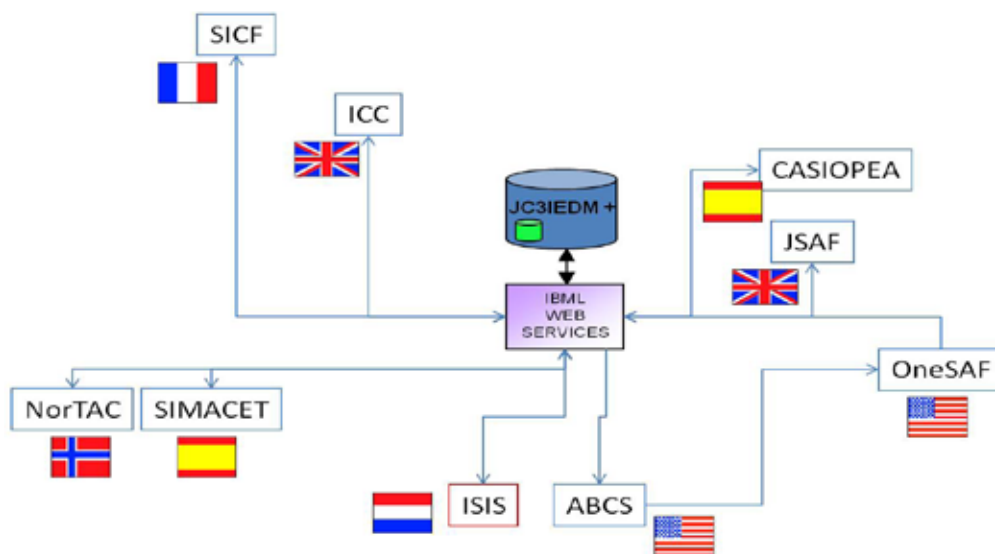 SICF
ICC
CASIOPEA
JC3IEDM +
JSAF
IBML
WEB
SERVICES
OneSAF
NorTAC
SIMACET
ISIS
ABCS